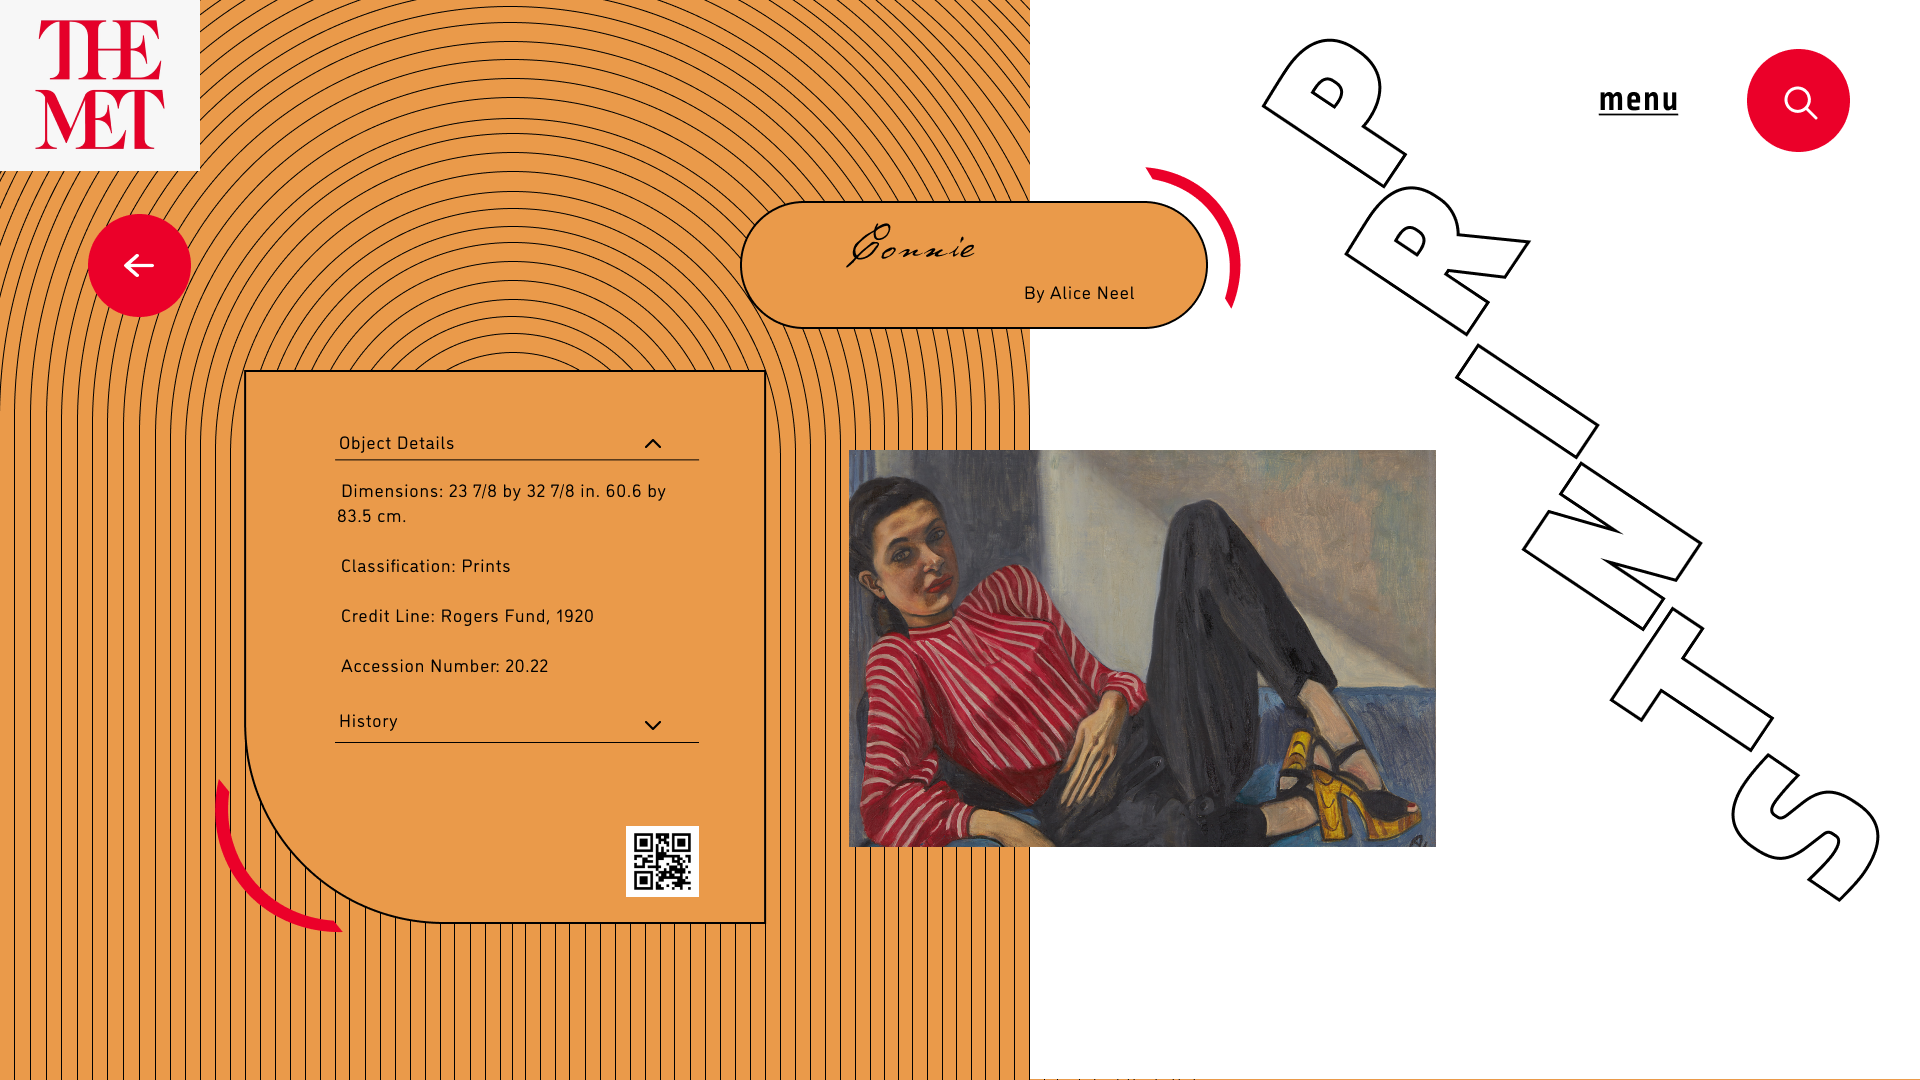 THE
MET
menu
Connie
By Alice Neel
PRINTS
Object Details
Dimensions: 23 7/8 by 32 7/8 in. 60.6 by
83.5 cm.
Classification: Prints
Credit Line: Rogers Fund, 1920
Accession Number: 20.22
History